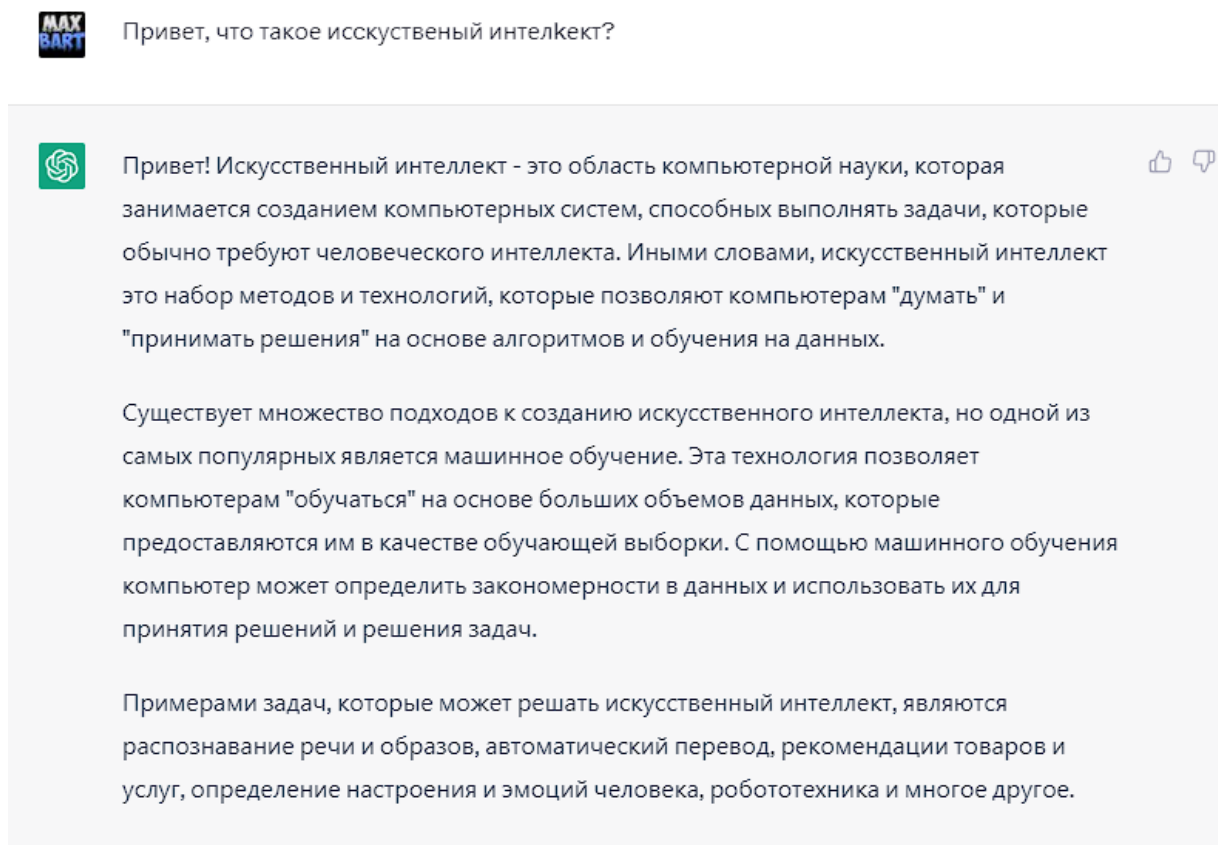 MAX
BART
Привет, что такое исскуственый интелkект?
Привет! Искусственный интеллект - это область компьютерной науки, которая
занимается созданием компьютерных систем, способных выполнять задачи, которые
обычно требуют человеческого интеллекта. Иными словами, искусственный интеллект
это набор методов и технологий, которые позволяют компьютерам "думать" и
"принимать решения" на основе алгоритмов и обучения на данных.
Существует множество подходов к созданию искусственного интеллекта, но одной из
самых популярных является машинное обучение. Эта технология позволяет
компьютерам "обучаться" на основе больших объемов данных, которые
предоставляются им в качестве обучающей выборки. С помощью машинного обучения
компьютер может определить закономерности в данных и использовать их для
принятия решений и решения задач.
Примерами задач, которые может решать искусственный интеллект, являются
распознавание речи и образов, автоматический перевод, рекомендации товаров и
услуг, определение настроения и эмоций человека, робототехника и многое другое.